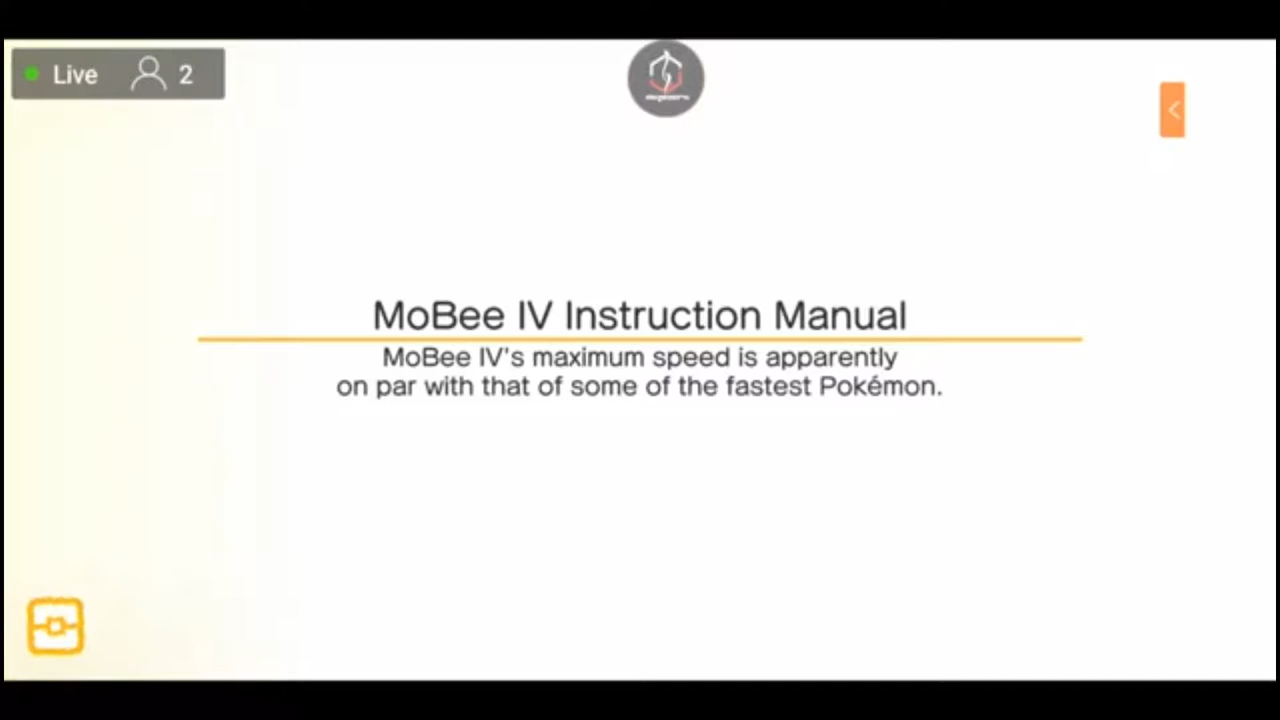 Live 2
MoBee IV Instruction Manual
MoBee IV's maximum speed is apparently
on par with that of some of the fastest Pokémon.